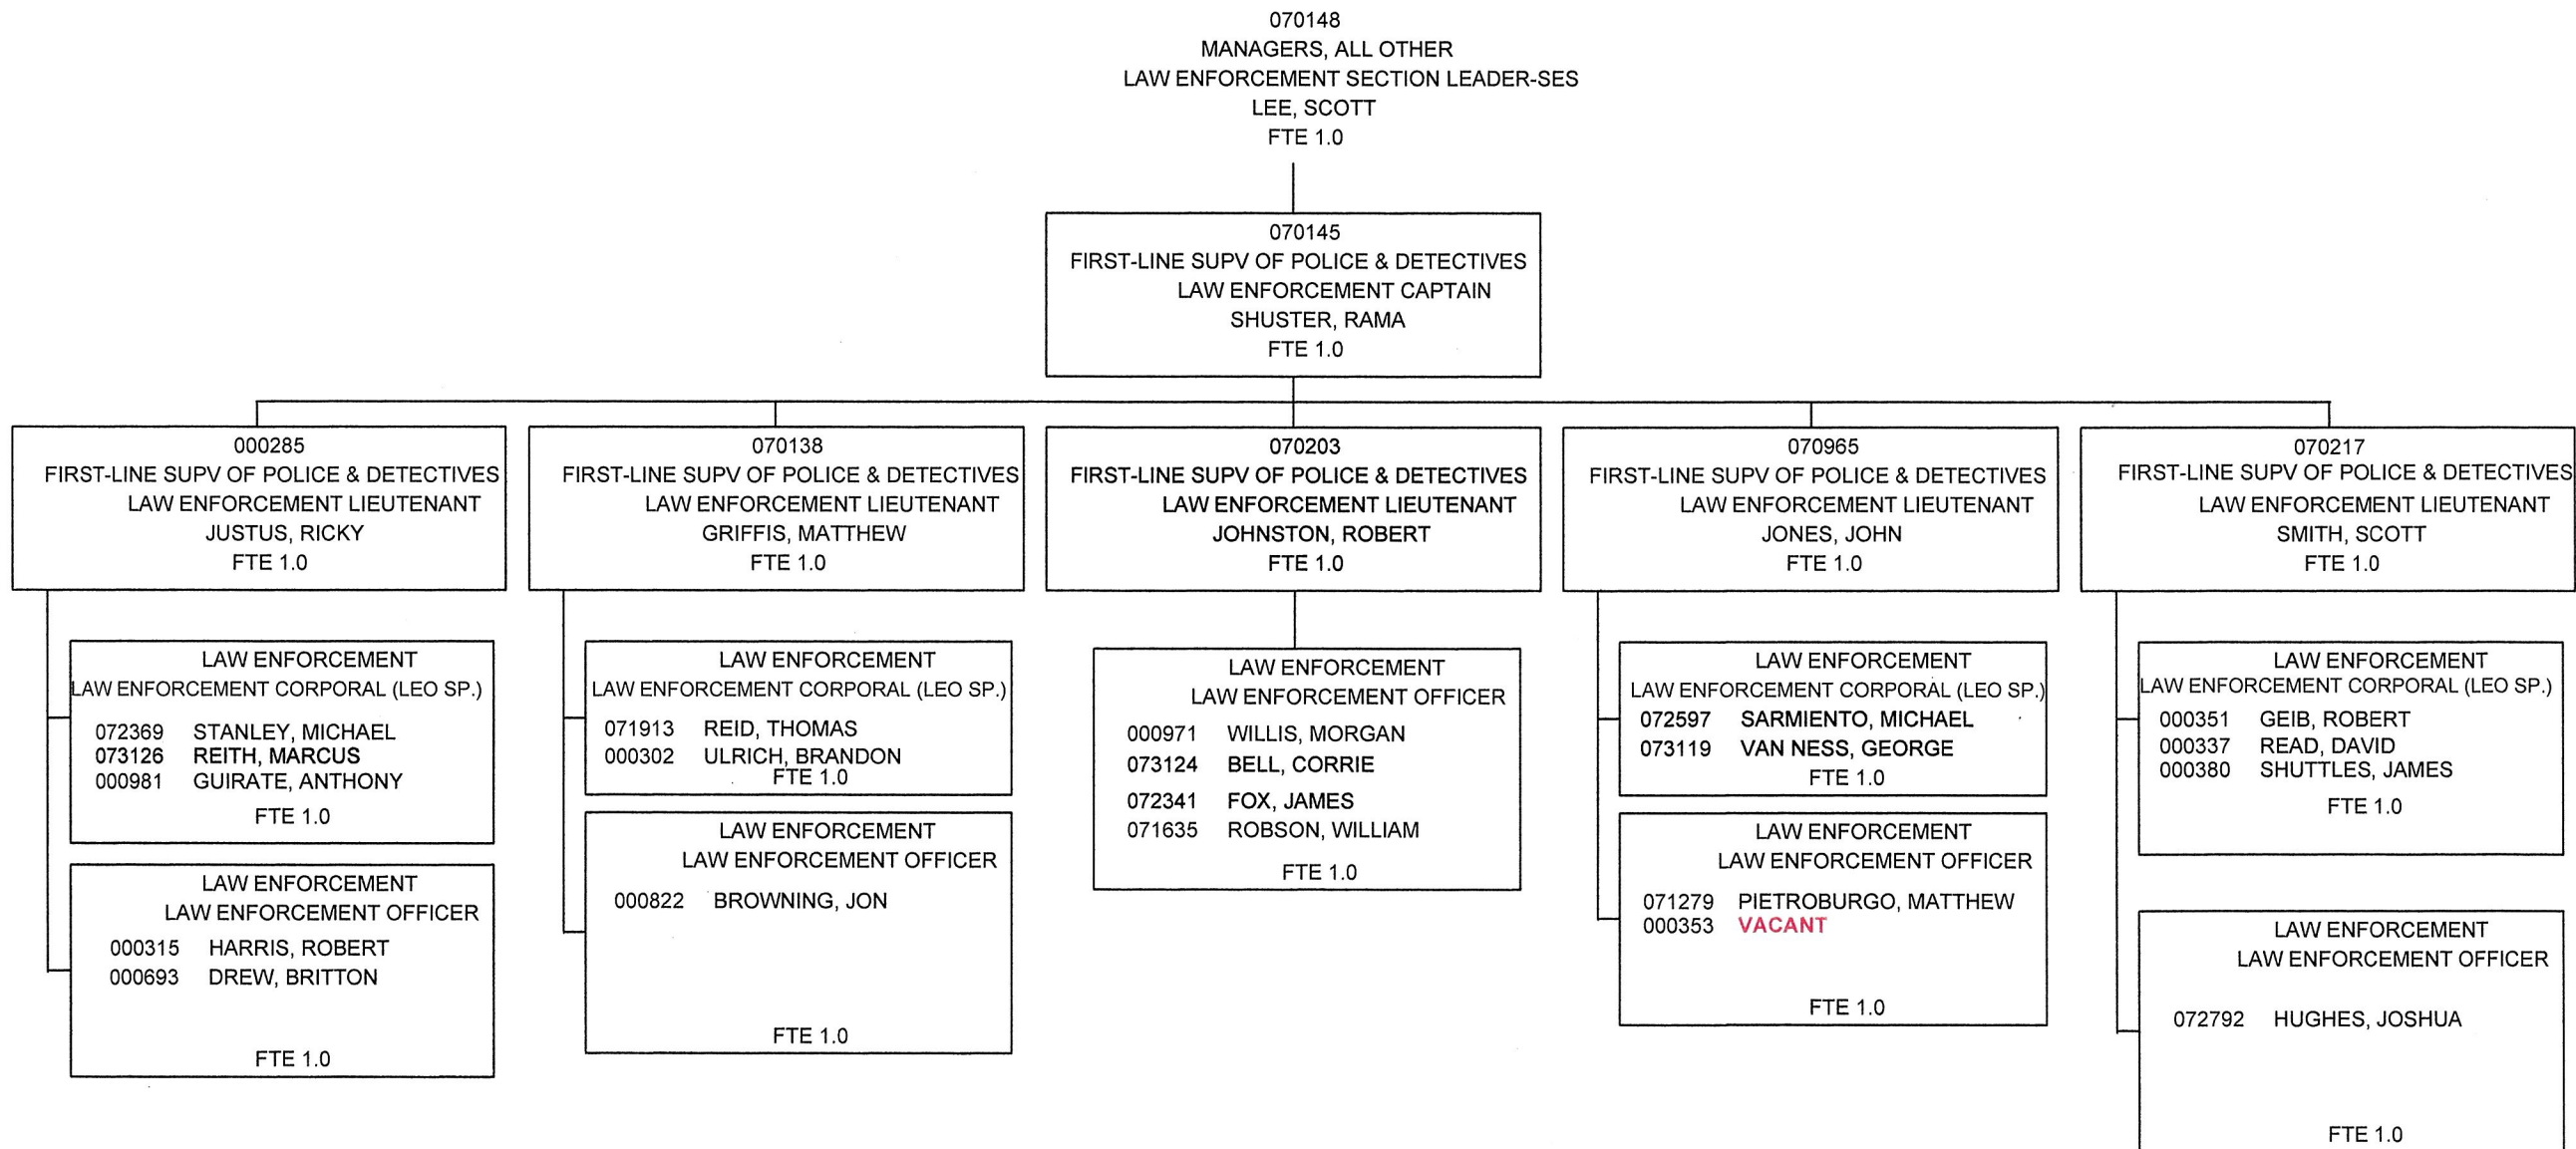 070148
MANAGERS, ALL OTHER
LAW ENFORCEMENT SECTION LEADER-SES
LEE, SCOTT
FTE 1.0
070145
FIRST-LINE SUPV OF POLICE & DETECTIVES
LAW ENFORCEMENT CAPTAIN
SHUSTER, RAMA
FTE 1.0
000285
FIRST-LINE SUPV OF POLICE & DETECTIVES
LAW ENFORCEMENT LIEUTENANT
JUSTUS, RICKY
FTE 1.0
LAW ENFORCEMENT
LAW ENFORCEMENT CORPORAL (LEO SP.)
072369 STANLEY, MICHAEL
073126 REITH, MARCUS
000981 GUIRATE, ANTHONY
FTE 1.0
LAW ENFORCEMENT
LAW ENFORCEMENT OFFICER
000315 HARRIS, ROBERT
000693 DREW, BRITTON
FTE 1.0
070138
FIRST-LINE SUPV OF POLICE & DETECTIVES
LAW ENFORCEMENT LIEUTENANT
GRIFFIS, MATTHEW
FTE 1.0
LAW ENFORCEMENT
LAW ENFORCEMENT CORPORAL (LEO SP.)
071913 REID, THOMAS
000302 ULRICH, BRANDON
FTE 1.0
LAW ENFORCEMENT
LAW ENFORCEMENT OFFICER
000822 BROWNING, JON
FTE 1.0
070203
FIRST-LINE SUPV OF POLICE & DETECTIVES
LAW ENFORCEMENT LIEUTENANT
JOHNSTON, ROBERT
FTE 1.0
LAW ENFORCEMENT
LAW ENFORCEMENT OFFICER
000971 WILLIS, MORGAN
073124 BELL, CORRIE
072341 FOX, JAMES
071635 ROBSON, WILLIAM
FTE 1.0
070965
FIRST-LINE SUPV OF POLICE & DETECTIVES
LAW ENFORCEMENT LIEUTENANT
JONES, JOHN
FTE 1.0
LAW ENFORCEMENT
LAW ENFORCEMENT CORPORAL (LEO SP.)
072597 SARMIENTO, MICHAEL
073119 VAN NESS, GEORGE
FTE 1.0
LAW ENFORCEMENT
LAW ENFORCEMENT OFFICER
071279 PIETROBURGO, MATTHEW
000353 VACANT
FTE 1.0
070217
FIRST-LINE SUPV OF POLICE & DETECTIVES
LAW ENFORCEMENT LIEUTENANT
SMITH, SCOTT
FTE 1.0
LAW ENFORCEMENT
LAW ENFORCEMENT CORPORAL (LEO SP.)
000351 GEIB, ROBERT
000337 READ, DAVID
000380 SHUTTLES, JAMES
FTE 1.0
LAW ENFORCEMENT
LAW ENFORCEMENT OFFICER
072792 HUGHES, JOSHUA
FTE 1.0